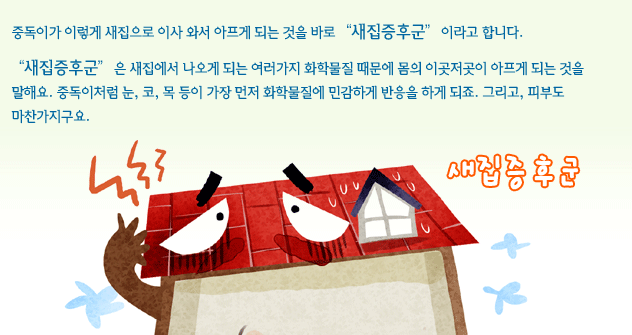 중독이가 이렇게 새집으로 이사 와서 아프게 되는 것을 바로 “새집증후군” 이라고 합니다.
“새집증후군” 은 새집에서 나오게 되는 여러가지 화학물질 때문에 몸의 이곳저곳이 아프게 되는 것을
말해요. 중독이처럼 눈, 코, 목 등이 가장 먼저 화학물질에 민감하게 반응을 하게 되죠. 그리고, 피부도
마찬가지구요.
새집증후군